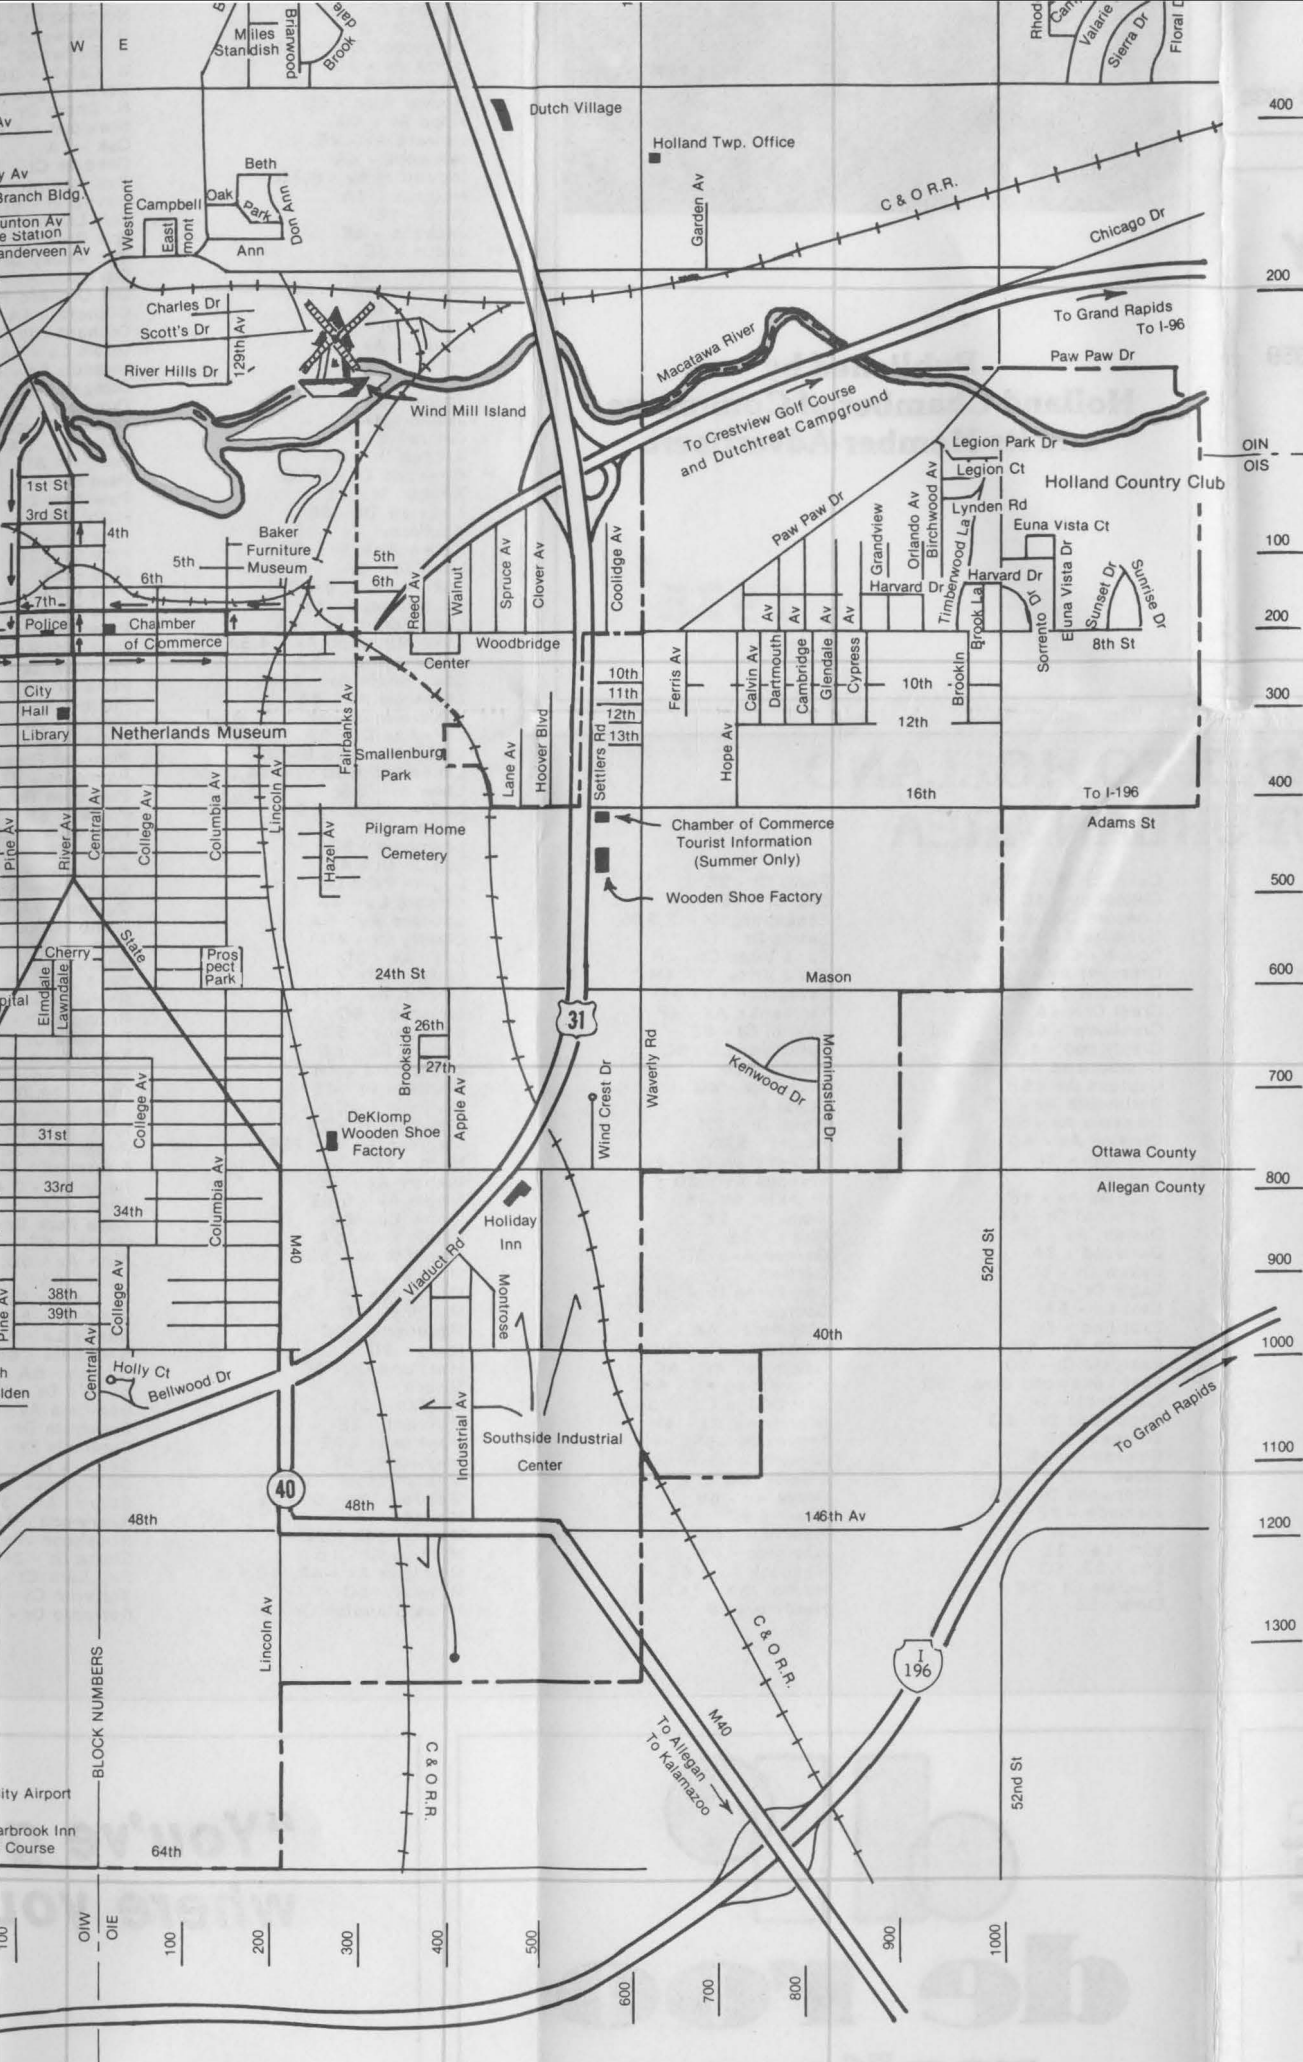 W E
Miles
Standish
Briarwood
Brook
dale
Valarie
Sierra Dr
Floral D
Rhod
Cam
Dutch Village
400
Holland Twp. Office
Av
y Av
Branch Bldg.
unton Av
e Station
anderveen Av
Westmont
Campbell
East
mont
Oak
Beth
Park
Don Ann
Ann
Garden Av
C & O R.R.
Chicago Dr
200
To Grand Rapids
To I-96
Charles Dr
Scott's Dr
129th Av
River Hills Dr
Macatawa River
Paw Paw Dr
Wind Mill Island
To Crestview Golf Course
and Dutchtreat Campground
Legion Park Dr
Legion Ct
OIN
OIS
Holland Country Club
Lynden Rd
1st St
3rd St
4th
Baker
Furniture
Museum
5th
6th
7th
5th
6th
Reed Av
Walnut
Spruce Av
Clover Av
Coolidge Av
Paw Paw Dr
Grandview
Orlando Av
Birchwood Av
Timberwood La
Euna Vista Ct
Euna Vista Dr
Harvard Dr
Harvard Dr
Brook La
Sorrento Dr
Sunset Dr
Sunrise Dr
100
Police
Chamber
of Commerce
Woodbridge
Center
8th St
200
City
Hall
Library
Netherlands Museum
Fairbanks Av
Smallenburg
Park
Lane Av
Hoover Blvd
Settlers Rd
10th
11th
12th
13th
Ferris Av
Hope Av
Calvin Av
Av
Dartmouth
Av
Cambridge
Glendale
Av
Cypress
Av
10th
12th
Brookln
300
16th
To I-196
Adams St
400
Pine Av
River Av
Central Av
College Av
Columbia Av
Lincoln Av
Hazel Av
Pilgram Home
Cemetery
Chamber of Commerce
Tourist Information
(Summer Only)
Wooden Shoe Factory
500
Cherry
State
Pros
pect
Park
24th St
Mason
600
pital
Elmdale
Lawndale
31
Brookside Av
26th
27th
Apple Av
Wind Crest Dr
Waverly Rd
Kenwood Dr
Morningside Dr
700
College Av
31st
DeKlomp
Wooden Shoe
Factory
Ottawa County
Allegan County
800
33rd
34th
Columbia Av
M40
Holiday
Inn
Viaduct Rd
Montrose
52nd St
900
38th
39th
Pine Av
College Av
Central Av
40th
1000
h
lden
Holly Ct
Bellwood Dr
To Grand Rapids
Industrial Av
Southside Industrial
Center
1100
40
48th
48th
146th Av
1200
Lincoln Av
C & O R.R.
1300
I
196
BLOCK NUMBERS
C & O R.R.
M40
To Allegan
To Kalamazoo
52nd St
ity Airport
arbrook Inn
Course
64th
100
OIW
OIE
100
200
300
400
500
600
700
800
900
1000